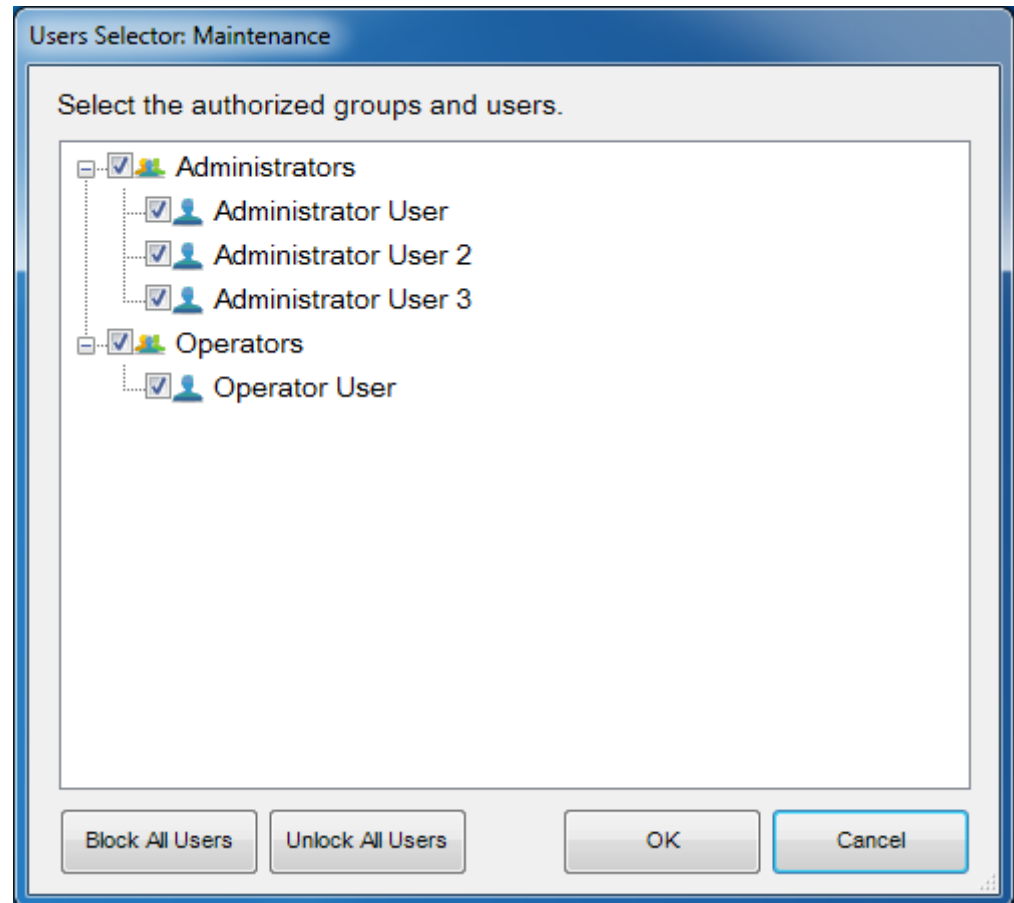 Users Selector: Maintenance
Select the authorized groups and users.
Administrators
Administrator User
Administrator User 2
Administrator User 3
Operators
Operator User
Block All Users Unlock All Users OK Cancel